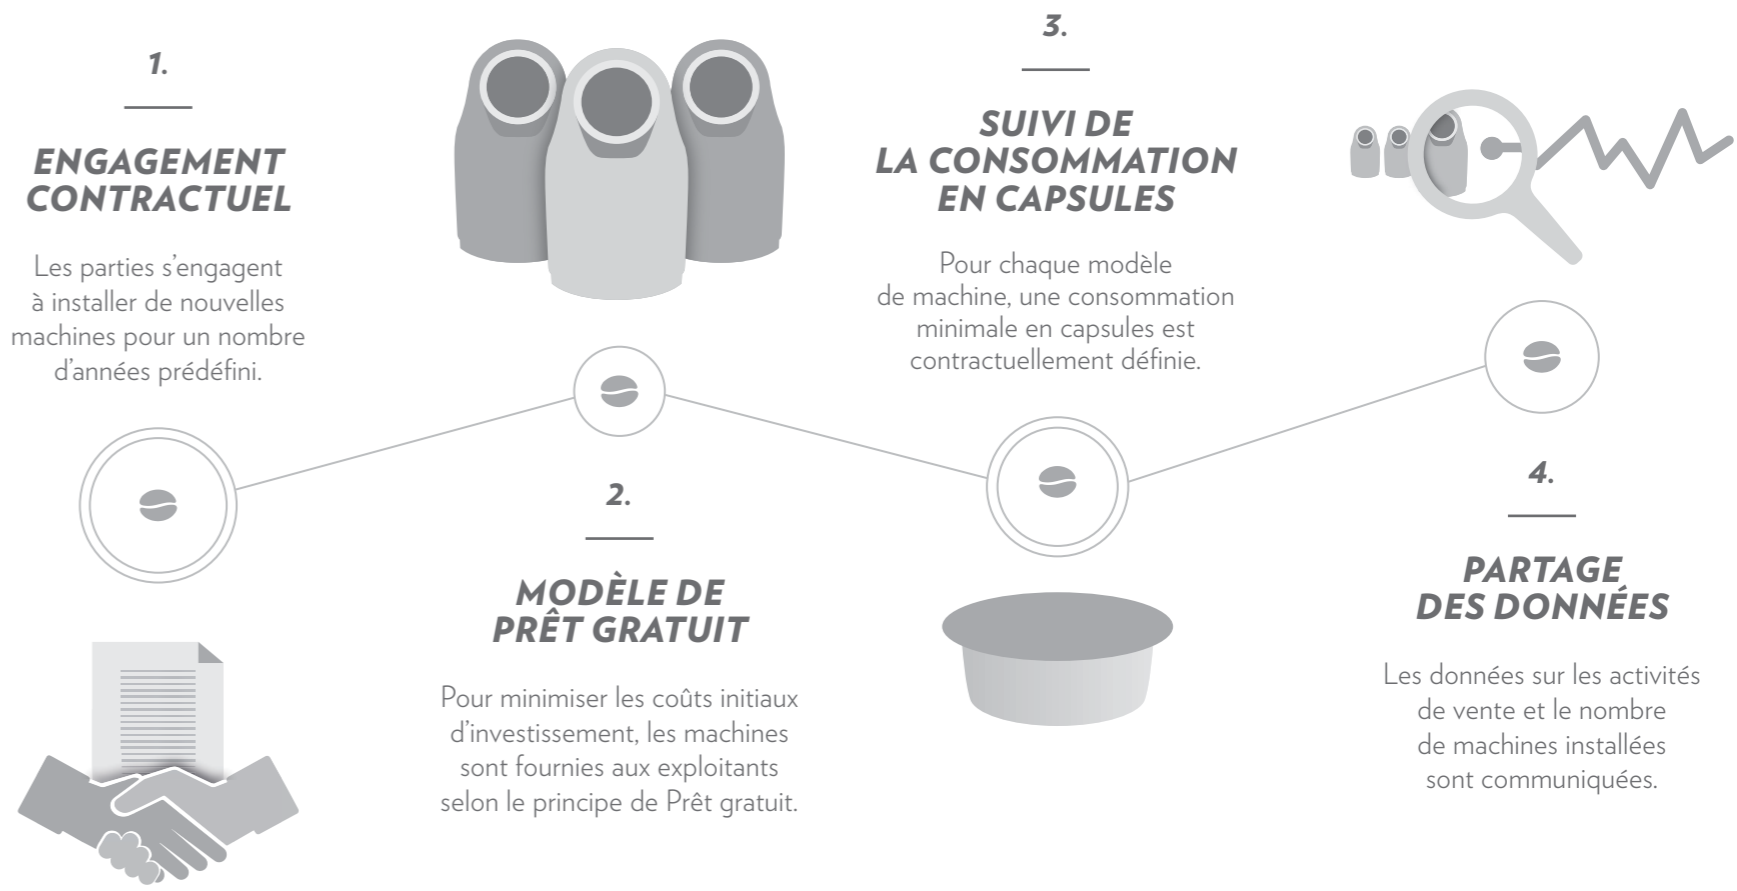 1.
ENGAGEMENT
CONTRACTUEL
Les parties s’engagent
à installer de nouvelles
machines pour un nombre
d’années prédéfini.
2.
MODÈLE DE
PRÊT GRATUIT
Pour minimiser les coûts initiaux
d’investissement, les machines
sont fournies aux exploitants
selon le principe de Prêt gratuit.
3.
SUIVI DE
LA CONSOMMATION
EN CAPSULES
Pour chaque modèle
de machine, une consommation
minimale en capsules est
contractuellement définie.
4.
PARTAGE
DES DONNÉES
Les données sur les activités
de vente et le nombre
de machines installées
sont communiquées.